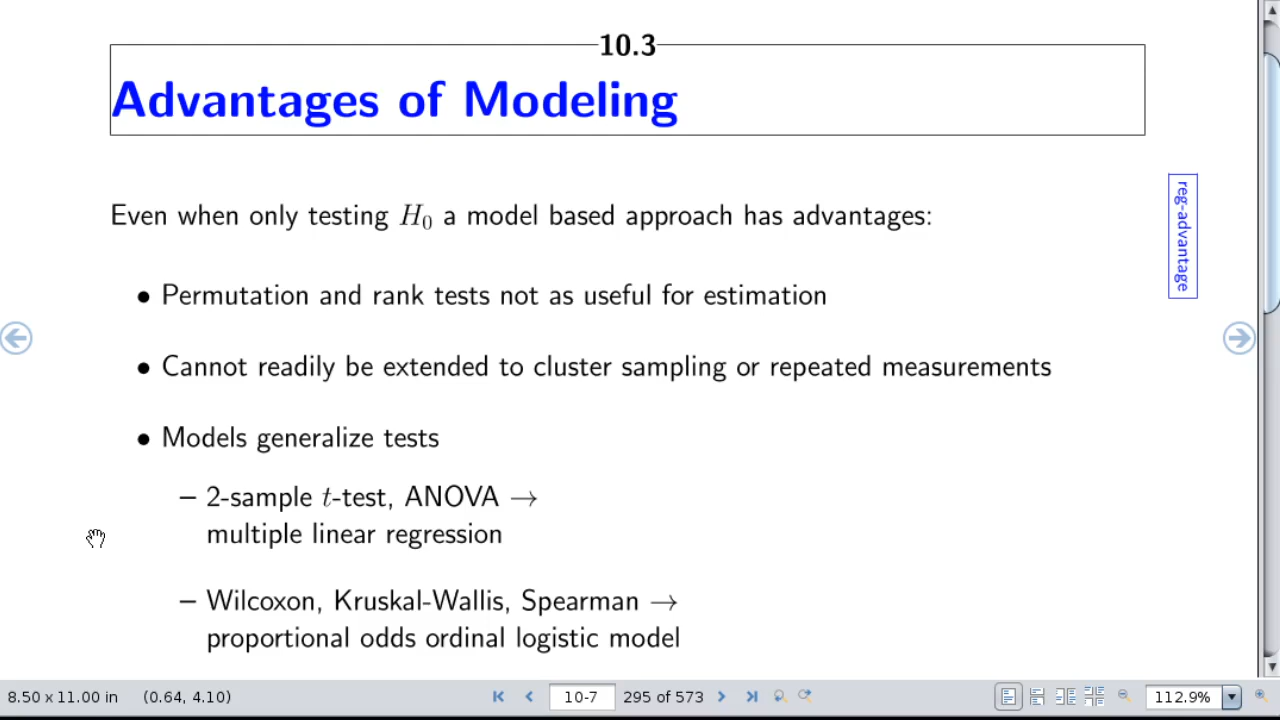 10.3
Advantages of Modeling
reg-advantage
Even when only testing H₀ a model based approach has advantages:
• Permutation and rank tests not as useful for estimation
• Cannot readily be extended to cluster sampling or repeated measurements
• Models generalize tests
– 2-sample t-test, ANOVA →
multiple linear regression
– Wilcoxon, Kruskal-Wallis, Spearman →
proportional odds ordinal logistic model
8.50 x 11.00 in (0.64, 4.10) 10-7 295 of 573 112.9%